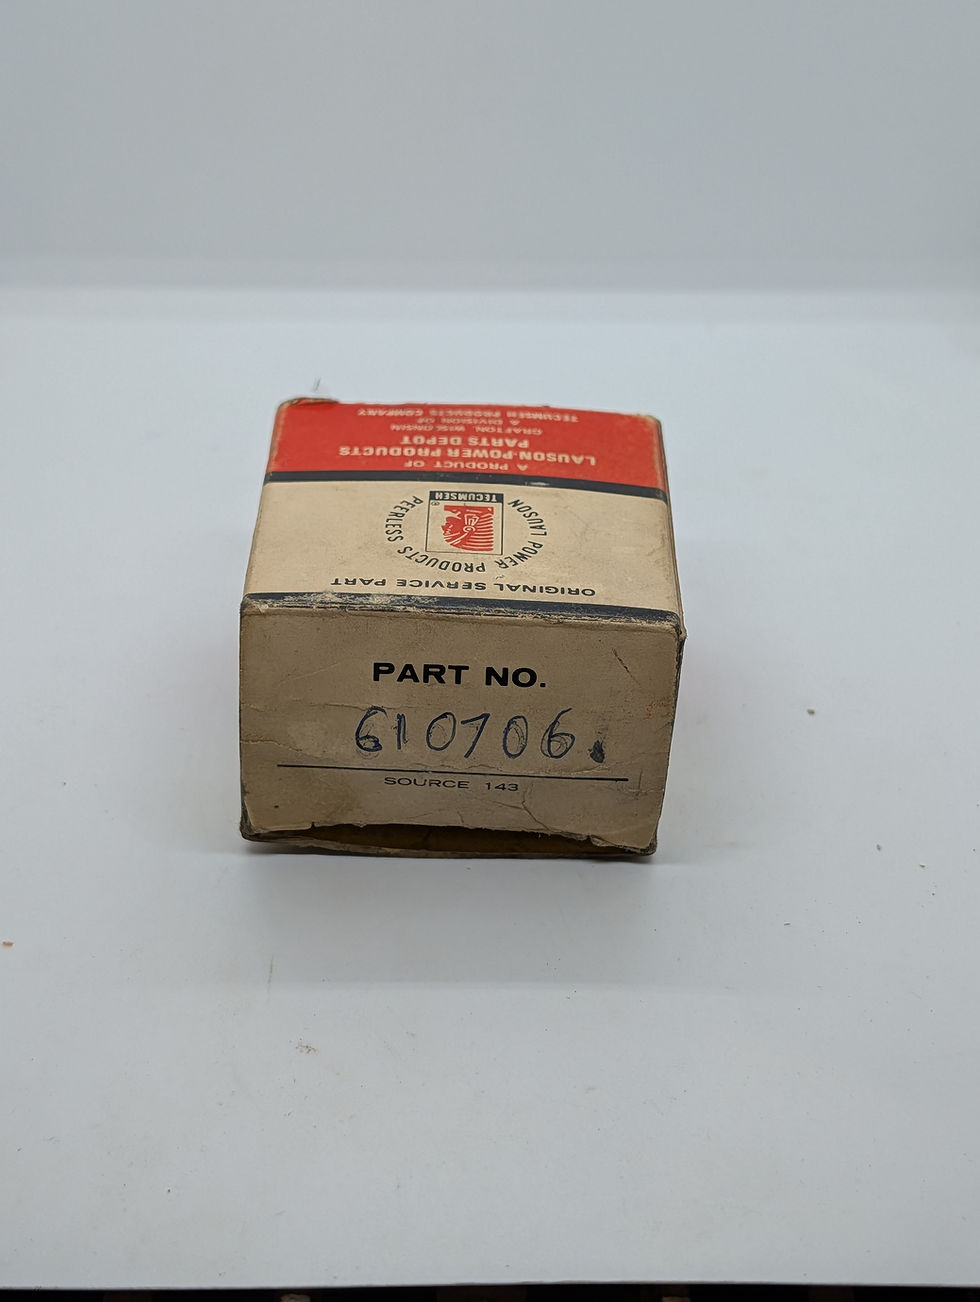 PART NO.
610706.
SOURCE 143
ORIGINAL SERVICE PART
LAUSON POWER PRODUCTS PEERLESS
TECUMSEH
®
A PRODUCT OF
LAUSON-POWER PRODUCTS
PARTS DEPOT
GRAFTON, WISCONSIN
A DIVISION OF
TECUMSEH PRODUCTS COMPANY